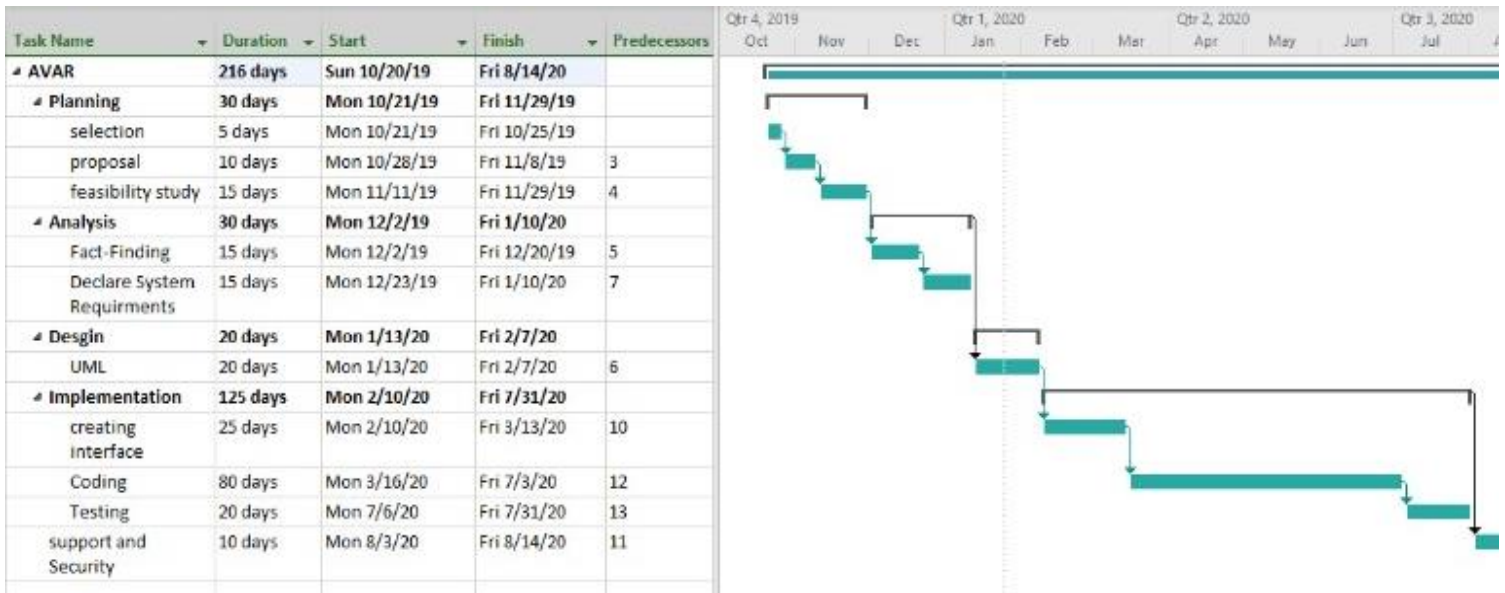 Qtr 4, 2019 Qtr 1, 2020 Qtr 2, 2020 Qtr 3, 2020
Task Name Duration Start Finish Predecessors Oct Nov Dec Jan Feb Mar Apr May Jun Jul
AVAR 216 days Sun 10/20/19 Fri 8/14/20
Planning 30 days Mon 10/21/19 Fri 11/29/19
selection 5 days Mon 10/21/19 Fri 10/25/19
proposal 10 days Mon 10/28/19 Fri 11/8/19 3
feasibility study 15 days Mon 11/11/19 Fri 11/29/19 4
Analysis 30 days Mon 12/2/19 Fri 1/10/20
Fact-Finding 15 days Mon 12/2/19 Fri 12/20/19 5
Declare System 15 days Mon 12/23/19 Fri 1/10/20 7
Requirments
Desgin 20 days Mon 1/13/20 Fri 2/7/20
UML 20 days Mon 1/13/20 Fri 2/7/20 6
Implementation 125 days Mon 2/10/20 Fri 7/31/20
creating 25 days Mon 2/10/20 Fri 3/13/20 10
interface
Coding 80 days Mon 3/16/20 Fri 7/3/20 12
Testing 20 days Mon 7/6/20 Fri 7/31/20 13
support and 10 days Mon 8/3/20 Fri 8/14/20 11
Security